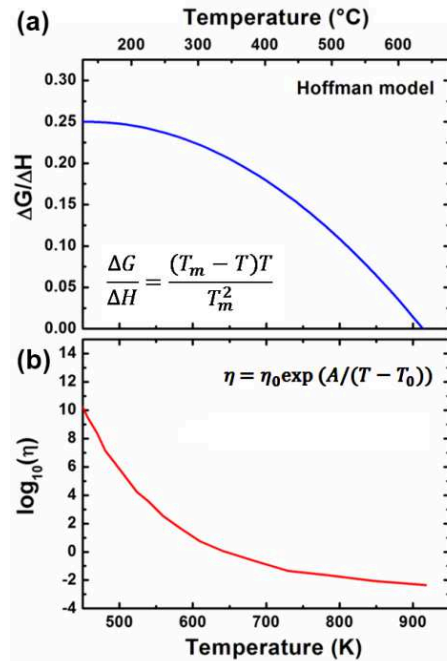 Temperature (°C)
(a)
200 300 400 500 600
Hoffman model
0.30
0.25
0.20
0.15
0.10
0.05
0.00
ΔG/ΔH
ΔG/ΔH = (Tₘ − T)T/Tₘ²
(b)
η = η₀exp (A/(T − T₀))
14
12
10
8
6
4
2
0
-2
-4
log₁₀(η)
500 600 700 800 900
Temperature (K)